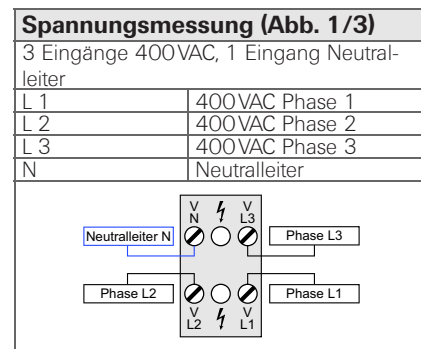 Spannungsmessung (Abb. 1/3)
3 Eingänge 400 VAC, 1 Eingang Neutral-
leiter
L 1 400 VAC Phase 1
L 2 400 VAC Phase 2
L 3 400 VAC Phase 3
N Neutralleiter
V N V L3
Neutralleiter N Phase L3
Phase L2 Phase L1
V L2 V L1